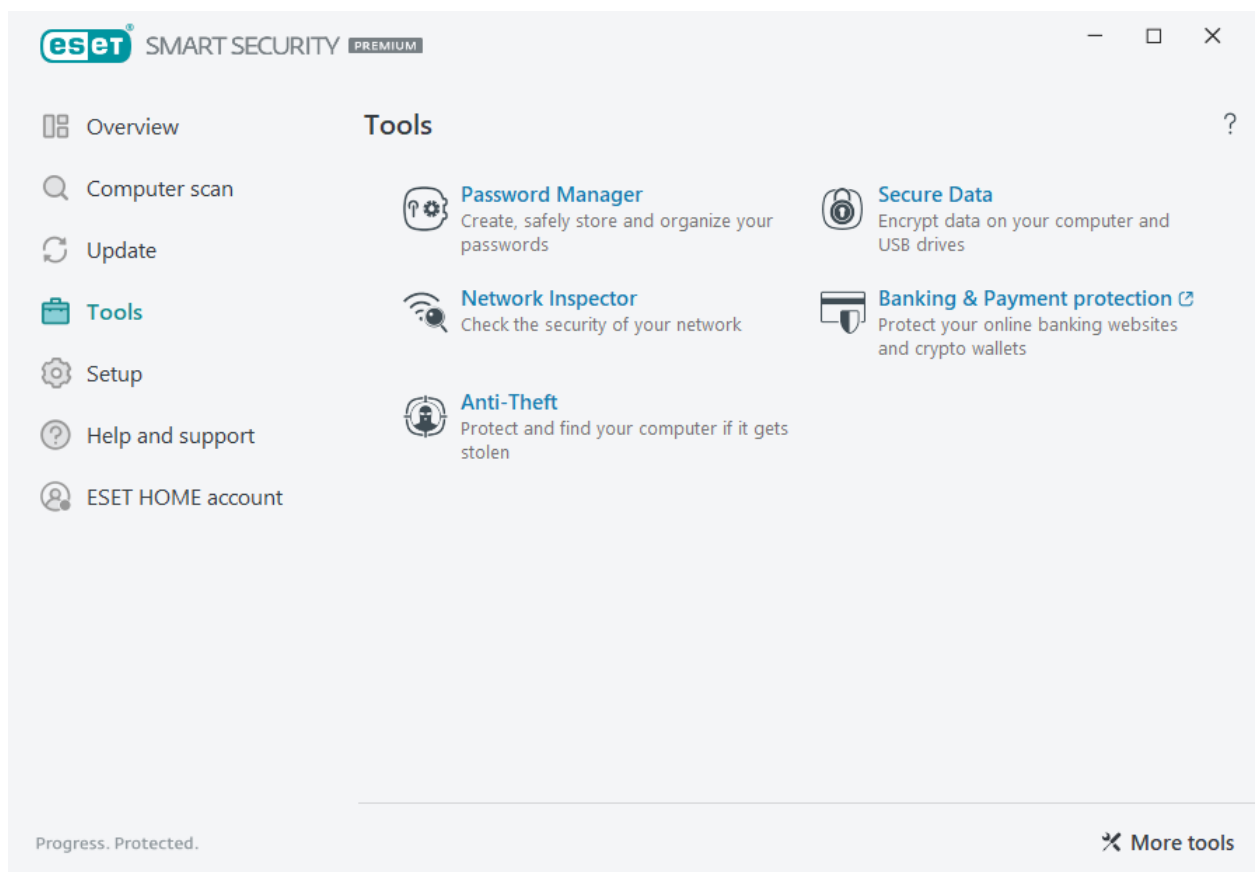 eset® SMART SECURITY PREMIUM
Overview
Computer scan
Update
Tools
Setup
Help and support
ESET HOME account
Tools
?
Password Manager
Create, safely store and organize your
passwords
Secure Data
Encrypt data on your computer and
USB drives
Network Inspector
Check the security of your network
Banking & Payment protection
Protect your online banking websites
and crypto wallets
Anti-Theft
Protect and find your computer if it gets
stolen
Progress. Protected.
More tools